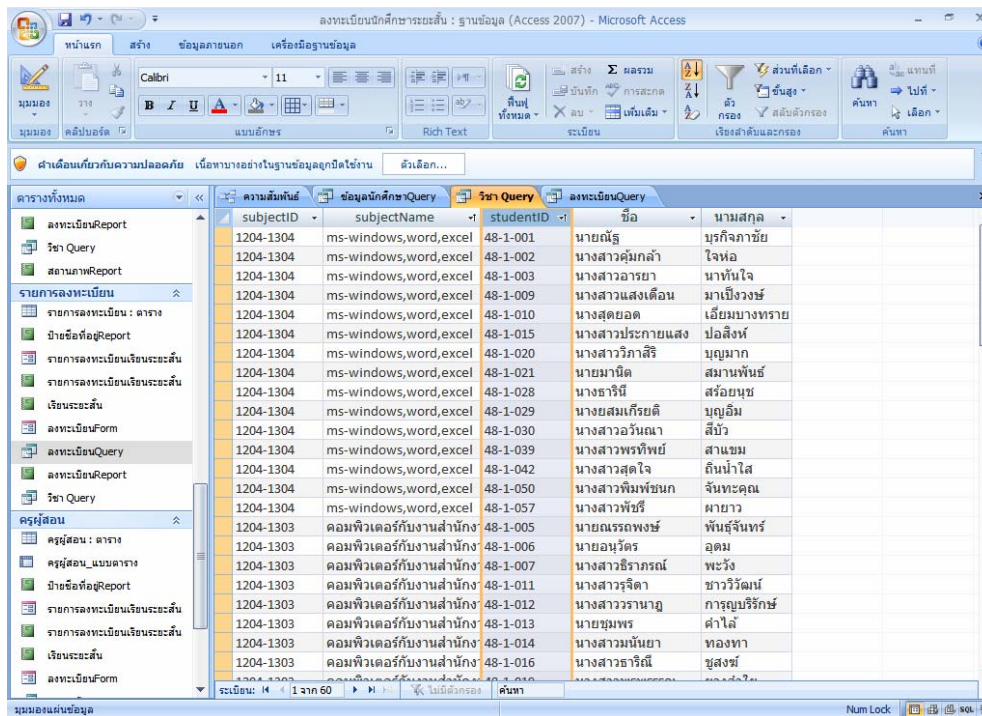 ลงทะเบียนนักศึกษาระยะสั้น : ฐานข้อมูล (Access 2007) - Microsoft Access
หน้าแรก สร้าง ข้อมูลภายนอก เครื่องมือฐานข้อมูล
Calibri 11
สร้าง Σ ผลรวม
บันทึก การสะกด
ลบ เพิ่มเติม
ส่วนที่เลือก
ขั้นสูง
สลับตัวกรอง
แทนที่
ไปที่
เลือก
มุมมอง วาง B I U A ฟื้นฟูทั้งหมด ตัวกรอง ค้นหา
มุมมอง คลิปบอร์ด แบบอักษร Rich Text ระเบียน เรียงลำดับและกรอง ค้นหา
คำเตือนเกี่ยวกับความปลอดภัย เนื้อหาบางอย่างในฐานข้อมูลถูกปิดใช้งาน ตัวเลือก...
ตารางทั้งหมด
ลงทะเบียนReport
วิชา Query
สถานภาพReport
รายการลงทะเบียน
รายการลงทะเบียน : ตาราง
ป้ายชื่อที่อยู่Report
รายการลงทะเบียนเรียนระยะสั้น
รายการลงทะเบียนเรียนระยะสั้น
เรียนระยะสั้น
ลงทะเบียนForm
ลงทะเบียนQuery
ลงทะเบียนReport
วิชา Query
ครูผู้สอน
ครูผู้สอน : ตาราง
ครูผู้สอน_แบบตาราง
ป้ายชื่อที่อยู่Report
รายการลงทะเบียนเรียนระยะสั้น
รายการลงทะเบียนเรียนระยะสั้น
เรียนระยะสั้น
ลงทะเบียนForm
ความสัมพันธ์ ข้อมูลนักศึกษาQuery วิชา Query ลงทะเบียนQuery
subjectID subjectName studentID ชื่อ นามสกุล
1204-1304 ms-windows,word,excel 48-1-001 นายณัฐ บุรกิจภาชัย
1204-1304 ms-windows,word,excel 48-1-002 นางสาวคุ้มกล้า ใจห่อ
1204-1304 ms-windows,word,excel 48-1-003 นางสาวอารยา นาทันใจ
1204-1304 ms-windows,word,excel 48-1-009 นางสาวแสงเดือน มาเป็งวงษ์
1204-1304 ms-windows,word,excel 48-1-010 นางสุดยอด เอี่ยมบางทราย
1204-1304 ms-windows,word,excel 48-1-015 นางสาวประกายแสง ปอสิงห์
1204-1304 ms-windows,word,excel 48-1-020 นางสาววิภาสิริ บุญมาก
1204-1304 ms-windows,word,excel 48-1-021 นายมานิต สมานพันธ์
1204-1304 ms-windows,word,excel 48-1-028 นางธารินี สร้อยนุช
1204-1304 ms-windows,word,excel 48-1-029 นางยสมเกียรติ บุญอิ่ม
1204-1304 ms-windows,word,excel 48-1-030 นางสาวอวันณา สีบัว
1204-1304 ms-windows,word,excel 48-1-039 นางสาวพรทิพย์ สาแขม
1204-1304 ms-windows,word,excel 48-1-042 นางสาวสุดใจ ถิ่นน้ำใส
1204-1304 ms-windows,word,excel 48-1-050 นางสาวพิมพ์ชนก จันทะคุณ
1204-1304 ms-windows,word,excel 48-1-057 นางสาวพัชรี ผายาว
1204-1303 คอมพิวเตอร์กับงานสำนักง 48-1-005 นายณรรถพงษ์ พันธุ์จันทร์
1204-1303 คอมพิวเตอร์กับงานสำนักง 48-1-006 นายอนุวัตร อุดม
1204-1303 คอมพิวเตอร์กับงานสำนักง 48-1-007 นางสาวธิราภรณ์ พะวัง
1204-1303 คอมพิวเตอร์กับงานสำนักง 48-1-011 นางสาวรุจิดา ชาววิวัฒน์
1204-1303 คอมพิวเตอร์กับงานสำนักง 48-1-012 นางสาววรานาฎ การุญบริรักษ์
1204-1303 คอมพิวเตอร์กับงานสำนักง 48-1-013 นายชุมพร คำไล้
1204-1303 คอมพิวเตอร์กับงานสำนักง 48-1-014 นางสาวมนันยา ทองทา
1204-1303 คอมพิวเตอร์กับงานสำนักง 48-1-016 นางสาวธาริณี ชูสงฆ์
ระเบียน: 1 จาก 60 ไม่มีตัวกรอง ค้นหา
มุมมองแผ่นข้อมูล Num Lock SQL